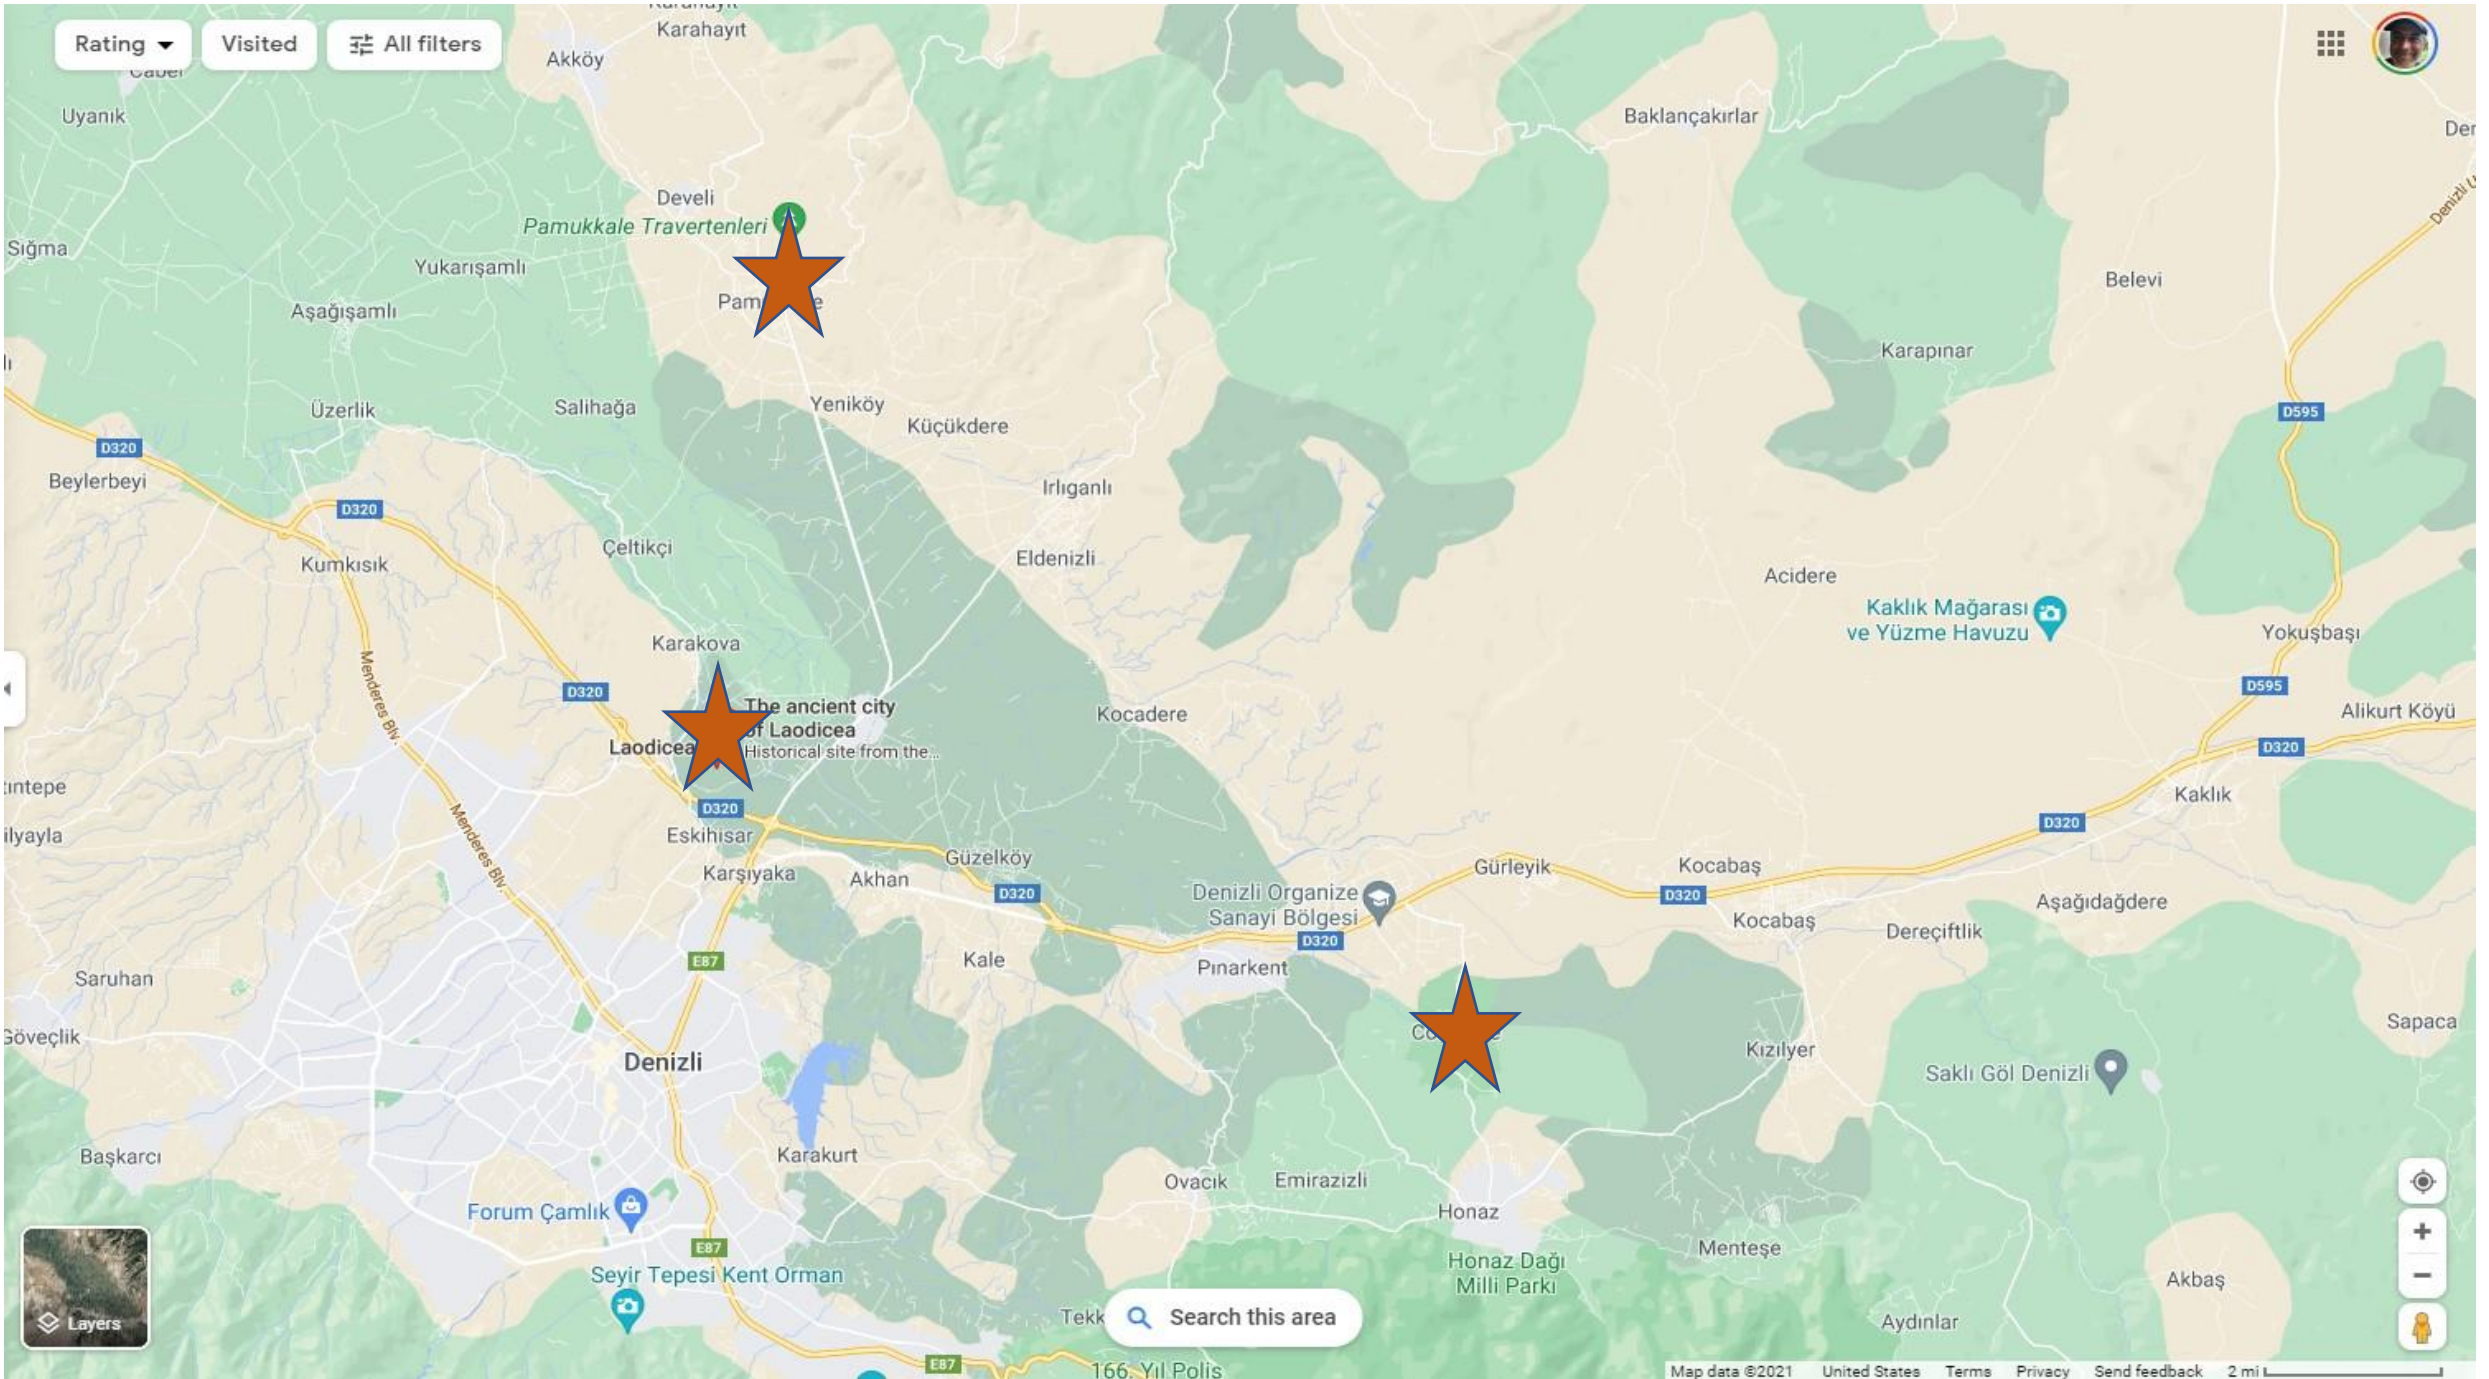 Karahayıt
Rating
Visited
All filters
Karahayıt
Akköy
Uyanık
Baklançakırlar
Develi
Pamukkale Travertenleri
Sığma
Yukarışamlı
Aşağışamlı
Belevi
Denizli
Karapınar
Yeniköy
Üzerlik
Salihağa
Küçükdere
D595
D320
Beylerbeyi
Irlıganlı
D320
Çeltikçi
Eldenizli
Kumkısık
Acidere
Kaklık Mağarası
ve Yüzme Havuzu
Yokuşbaşı
Karakova
Menderes Blv.
D320
D595
The ancient city
of Laodicea
Historical site from the...
Laodicea
Kocadere
Alikurt Köyü
D320
Kaklık
D320
D320
Eskihisar
Menderes Blv.
Karşıyaka
Akhan
Güzelköy
D320
Gürleyik
Kocabaş
D320
Denizli Organize
Sanayi Bölgesi
D320
Aşağıdağdere
Kocabaş
Dereçiftlik
E87
Kale
Pınarkent
Saruhan
Göveçlik
Sapaca
Kızılyer
Denizli
Saklı Göl Denizli
Başkarcı
Karakurt
Ovacık
Emirazizli
Forum Çamlık
Honaz
E87
Menteşe
Honaz Dağı
Milli Parkı
Seyir Tepesi Kent Orman
Akbaş
Layers
Search this area
Aydınlar
E87
166. Yıl Polis
Map data ©2021
United States
Terms
Privacy
Send feedback
2 mi